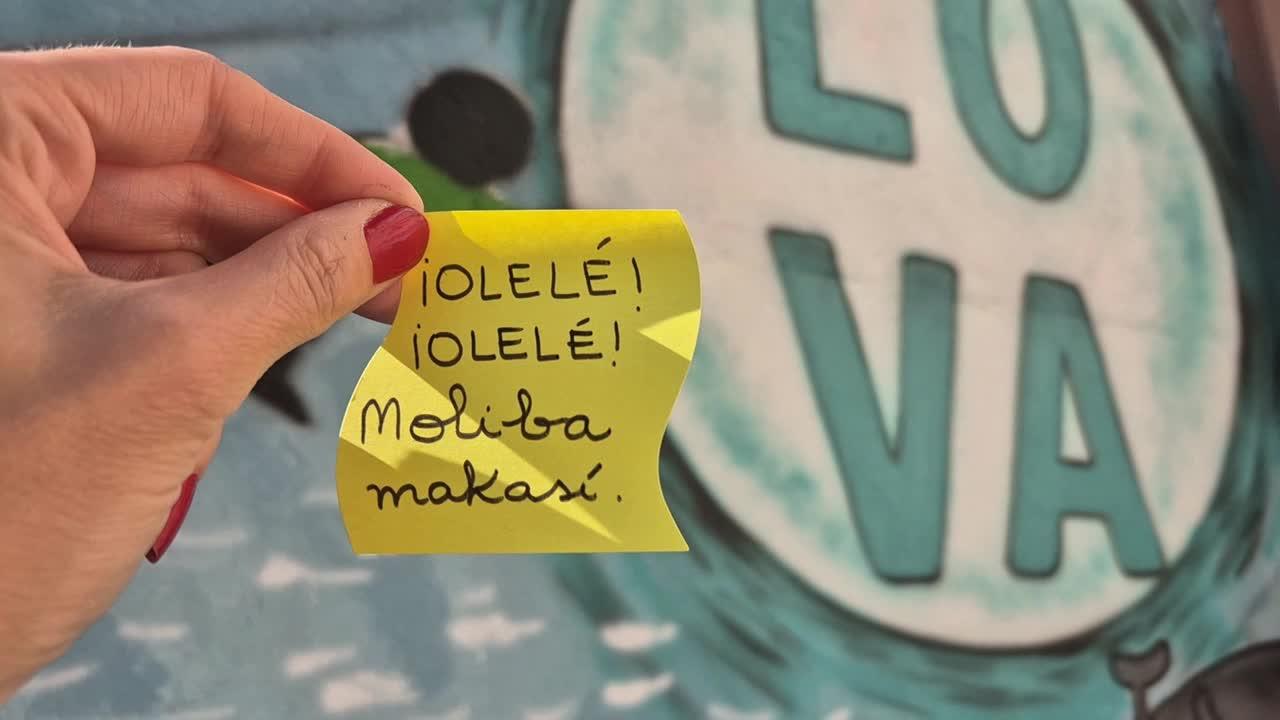 ¡OLELÉ!
¡OLELÉ!
Moliba
makasí.
LO
VA